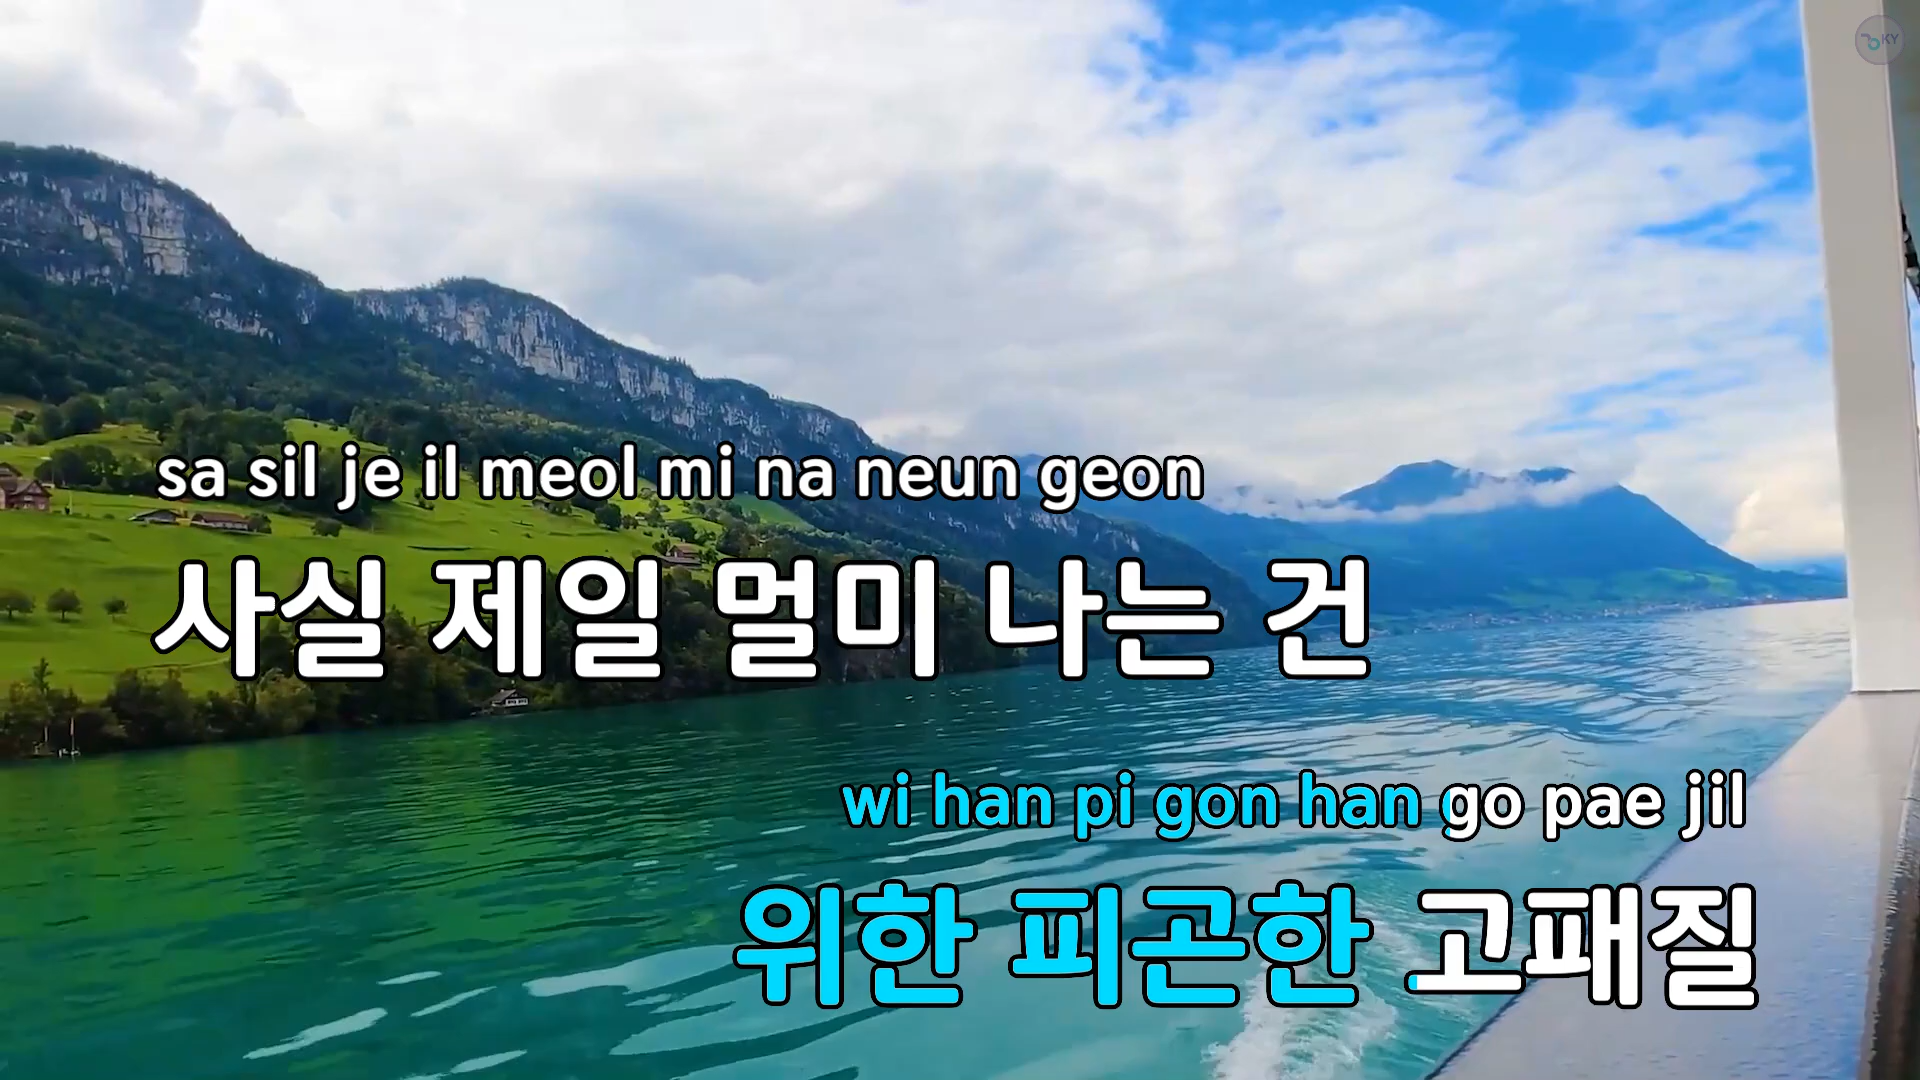 KY
sa sil je il meol mi na neun geon
사실 제일 멀미 나는 건
wi han pi gon han go pae jil
위한 피곤한 고패질